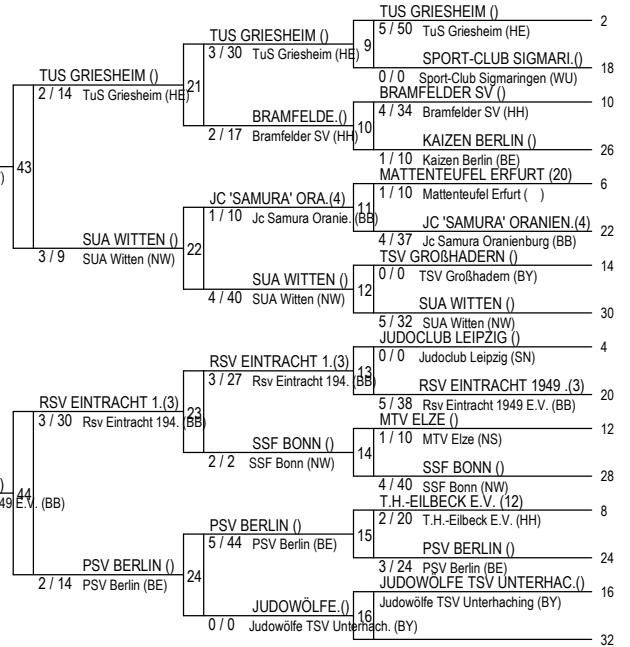 TUS GRIESHEIM ()
2
5 / 50 TuS Griesheim (HE)
9
SPORT-CLUB SIGMARI.()
18
0 / 0 Sport-Club Sigmaringen (WU)
TUS GRIESHEIM ()
3 / 30 TuS Griesheim (HE)
BRAMFELDER SV ()
10
4 / 34 Bramfelder SV (HH)
10
KAIZEN BERLIN ()
26
1 / 10 Kaizen Berlin (BE)
BRAMFELDE.()
2 / 17 Bramfelder SV (HH)
21
TUS GRIESHEIM ()
2 / 14 TuS Griesheim (HE)
MATTENTEUFEL ERFURT (20)
6
1 / 10 Mattenteufel Erfurt ( )
11
JC 'SAMURA' ORANIEN.(4)
22
4 / 37 Jc Samura Oranienburg (BB)
JC 'SAMURA' ORA.(4)
1 / 10 Jc Samura Oranie. (BB)
TSV GROßHADERN ()
14
0 / 0 TSV Großhadern (BY)
12
SUA WITTEN ()
30
5 / 32 SUA Witten (NW)
SUA WITTEN ()
4 / 40 SUA Witten (NW)
22
SUA WITTEN ()
3 / 9 SUA Witten (NW)
43
)
JUDOCLUB LEIPZIG ()
4
0 / 0 Judoclub Leipzig (SN)
13
RSV EINTRACHT 1949 .(3)
20
5 / 38 Rsv Eintracht 1949 E.V. (BB)
RSV EINTRACHT 1.(3)
3 / 27 Rsv Eintracht 194. (BB)
MTV ELZE ()
12
1 / 10 MTV Elze (NS)
14
SSF BONN ()
28
4 / 40 SSF Bonn (NW)
SSF BONN ()
2 / 2 SSF Bonn (NW)
23
RSV EINTRACHT 1.(3)
3 / 30 Rsv Eintracht 194. (BB)
T.H.-EILBECK E.V. (12)
8
2 / 20 T.H.-Eilbeck E.V. (HH)
15
PSV BERLIN ()
24
3 / 24 PSV Berlin (BE)
PSV BERLIN ()
5 / 44 PSV Berlin (BE)
JUDOWÖLFE TSV UNTERHAC.()
16
Judowölfe TSV Unterhaching (BY)
16
32
JUDOWÖLFE.()
0 / 0 Judowölfe TSV Unterhach. (BY)
24
PSV BERLIN ()
2 / 14 PSV Berlin (BE)
44
)
49 E.V. (BB)